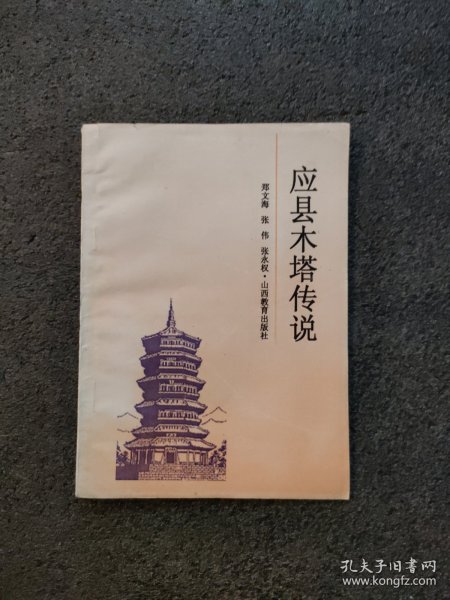 应县木塔传说
郑文海 张伟 张永权·山西教育出版社
孔夫子旧书网
www.kongfz.com